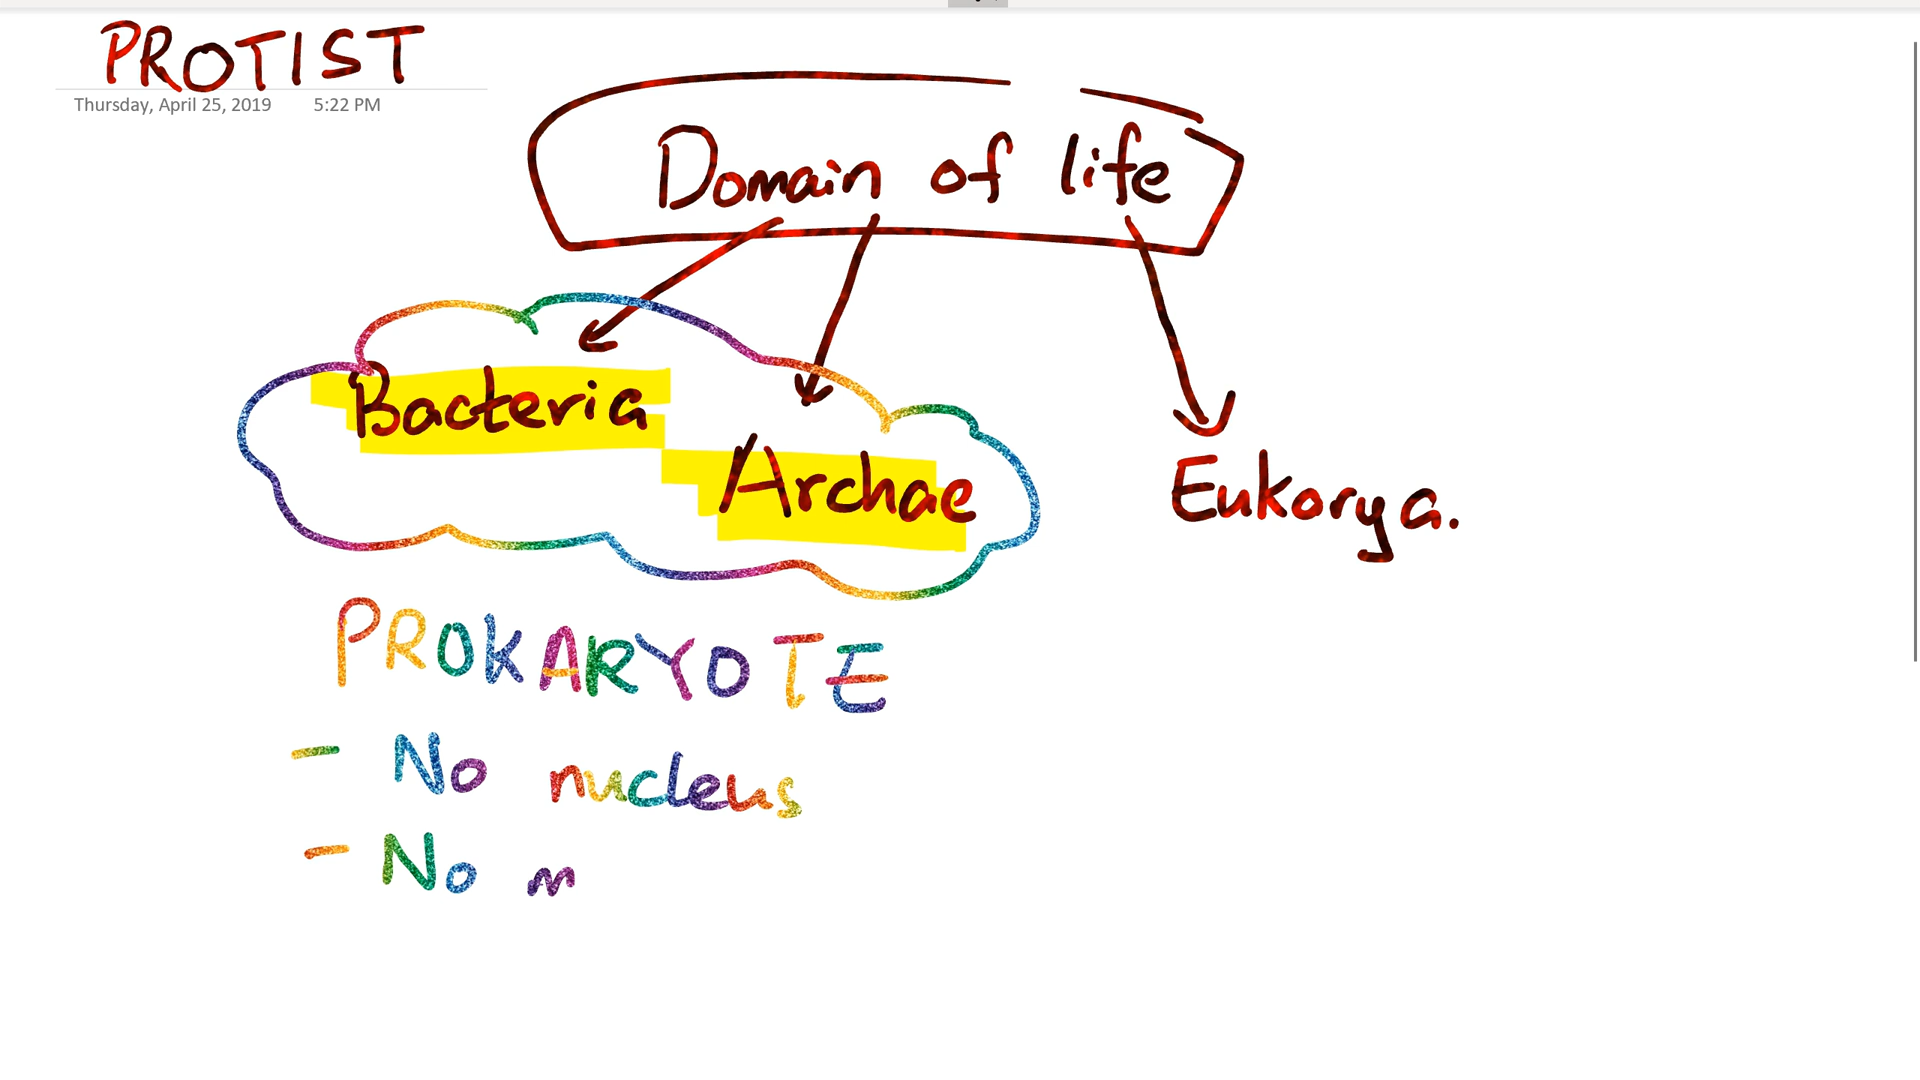 PROTIST
Thursday, April 25, 2019 5:22 PM
Domain of life
Bacteria
Archae
Eukorya.
PROKARYOTE
- No nucleus
- No m